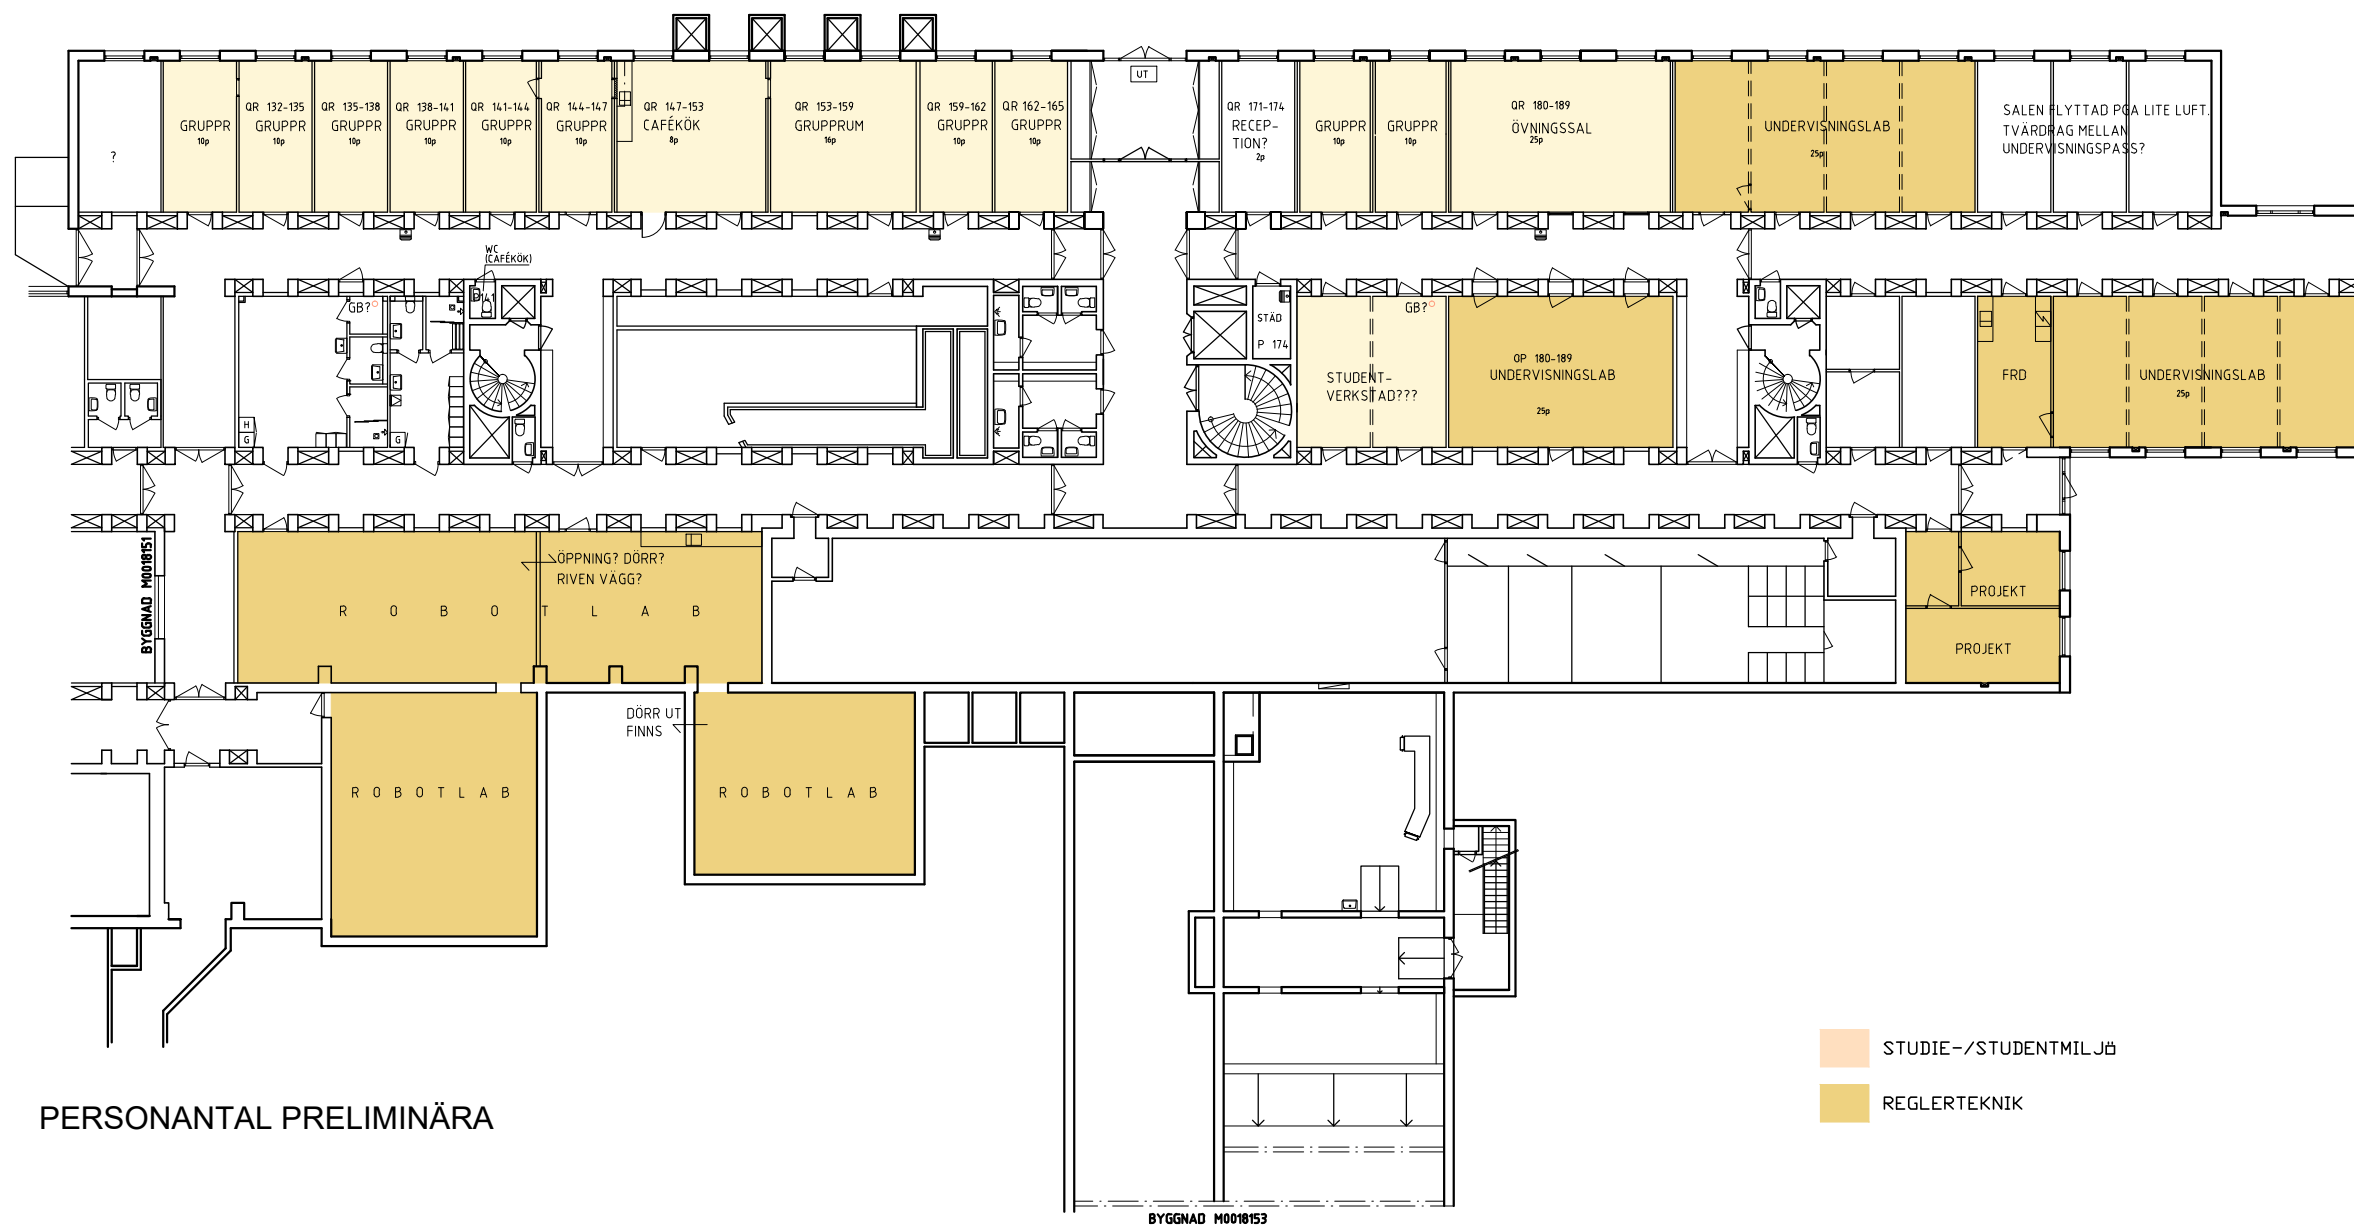 UT
GRUPPR
10p
QR 132-135
GRUPPR
10p
QR 135-138
GRUPPR
10p
QR 138-141
GRUPPR
10p
QR 141-144
GRUPPR
10p
QR 144-147
GRUPPR
10p
QR 147-153
CAFÉKÖK
8p
QR 153-159
GRUPPRUM
16p
QR 159-162
GRUPPR
10p
QR 162-165
GRUPPR
10p
QR 171-174
RECEP-
TION?
2p
GRUPPR
10p
GRUPPR
10p
QR 180-189
ÖVNINGSSAL
25p
UNDERVISNINGSLAB
25p
SALEN FLYTTAD PGA LITE LUFT.
TVÄRDRAG MELLAN
UNDERVISNINGSPASS?
?
WC
(CAFÉKÖK)
GB?
H
G
G
STÄD
P 174
GB?
STUDENT-
VERKSTAD???
OP 180-189
UNDERVISNINGSLAB
25p
FRD
UNDERVISNINGSLAB
25p
BYGGNAD M0018151
ÖPPNING? DÖRR?
RIVEN VÄGG?
R O B O T L A B
PROJEKT
PROJEKT
DÖRR UT
FINNS
R O B O T L A B
R O B O T L A B
STUDIE-/STUDENTMILJÖ
REGLERTEKNIK
PERSONANTAL PRELIMINÄRA
BYGGNAD M0018153